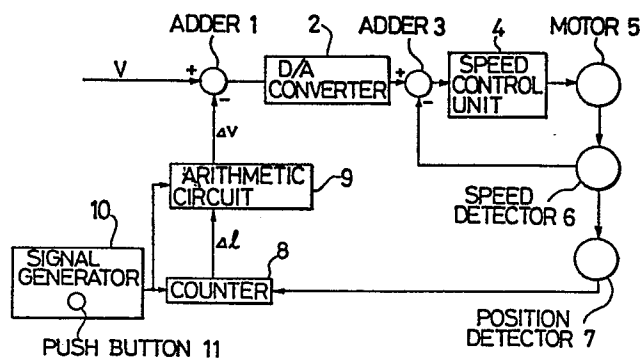 ADDER 1
2
ADDER 3
4
MOTOR 5
V
+
-
D/A
CONVERTER
+
-
SPEED
CONTROL
UNIT
Δv
ARITHMETIC
CIRCUIT
9
SPEED
DETECTOR 6
10
SIGNAL
GENERATOR
Δl
8
COUNTER
PUSH BUTTON 11
POSITION
DETECTOR 7